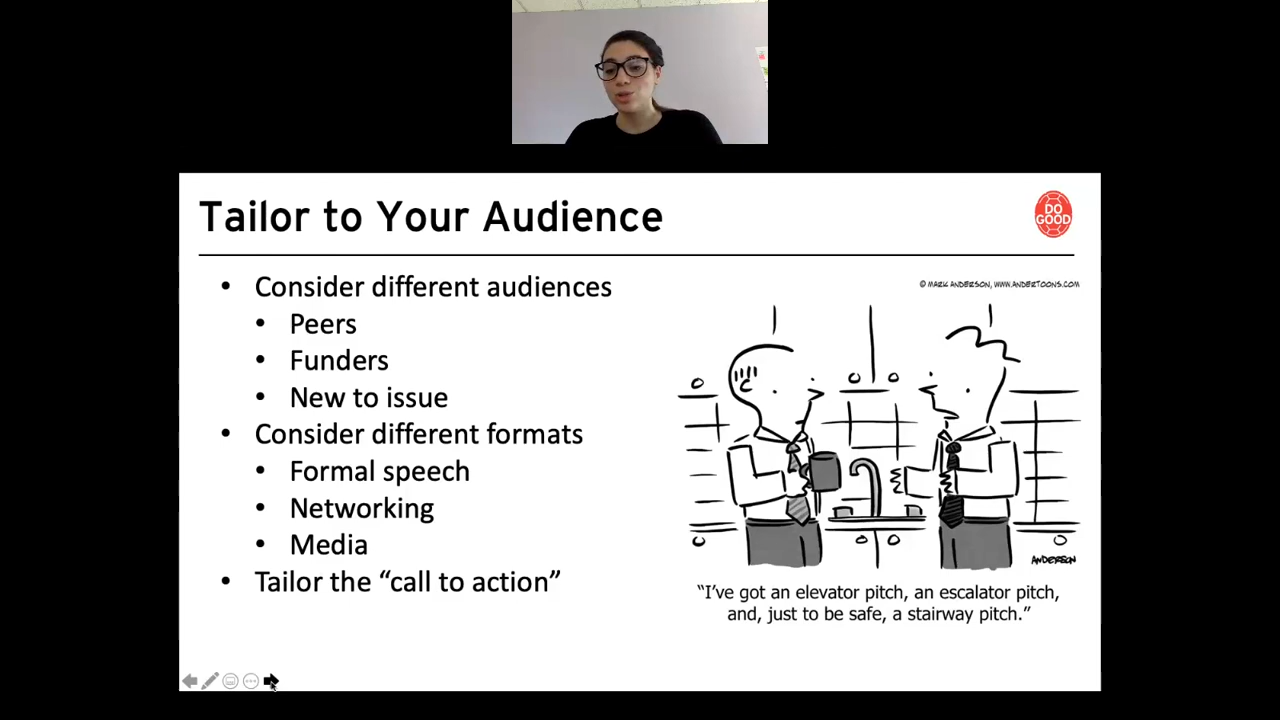 Tailor to Your Audience
DO
GOOD
• Consider different audiences
• Peers
• Funders
• New to issue
• Consider different formats
• Formal speech
• Networking
• Media
• Tailor the “call to action”
© MARK ANDERSON, WWW.ANDERTOONS.COM
ANDERSON
“I’ve got an elevator pitch, an escalator pitch,
and, just to be safe, a stairway pitch.”